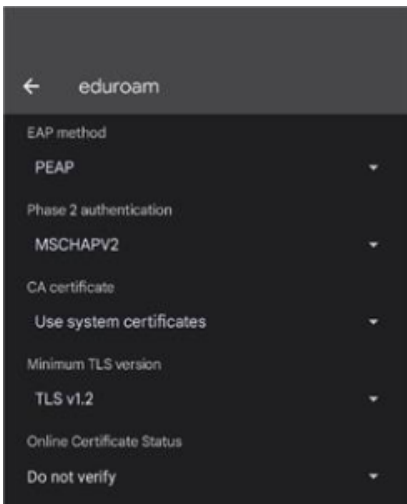 eduroam
EAP method
PEAP
Phase 2 authentication
MSCHAPV2
CA certificate
Use system certificates
Minimum TLS version
TLS v1.2
Online Certificate Status
Do not verify